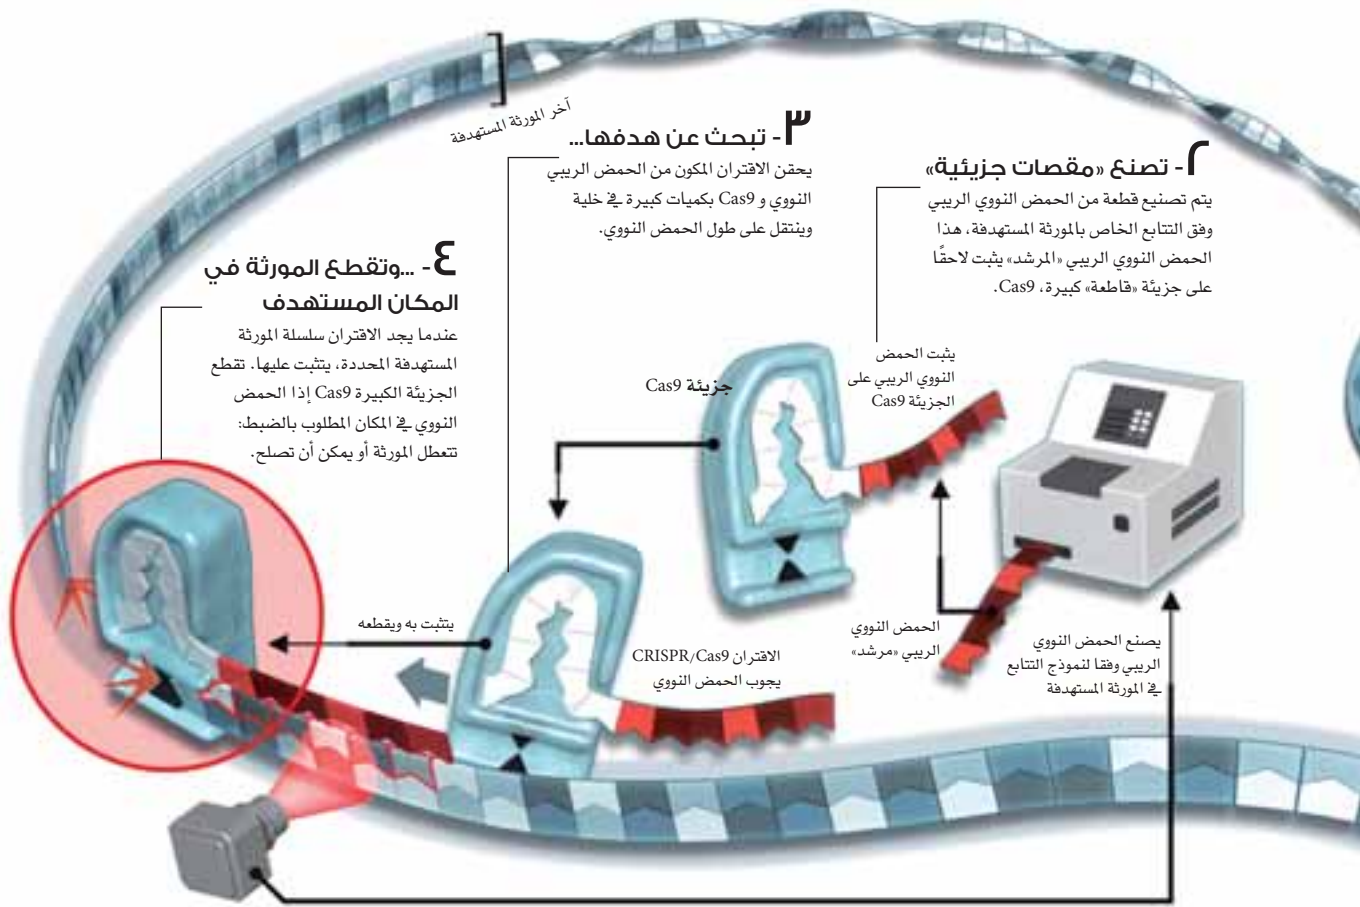 آخر المورثة المستهدفة
٢- تصنع «مقصات جزيئية»
يتم تصنيع قطعة من الحمض النووي الريبي
وفق التتابع الخاص بالمورثة المستهدفة، هذا
الحمض النووي الريبي «المرشد» يثبت لاحقًا
على جزيئة «قاطعة» كبيرة، Cas9.
يثبت الحمض
النووي الريبي على
الجزيئة Cas9
جزيئة Cas9
الحمض النووي
الريبي «مرشد»
يصنع الحمض النووي
الريبي وفقا لنموذج التتابع
في المورثة المستهدفة
٣- تبحث عن هدفها...
يحقن الاقتران المكون من الحمض الريبي
النووي و Cas9 بكميات كبيرة في خلية
وينتقل على طول الحمض النووي.
الاقتران CRISPR/Cas9
يجوب الحمض النووي
٤- ...وتقطع المورثة في
المكان المستهدف
عندما يجد الاقتران سلسلة المورثة
المستهدفة المحددة، يتثبت عليها. تقطع
الجزيئة الكبيرة Cas9 إذا الحمض
النووي في المكان المطلوب بالضبط:
تتعطل المورثة أو يمكن أن تصلح.
يتثبت به ويقطعه